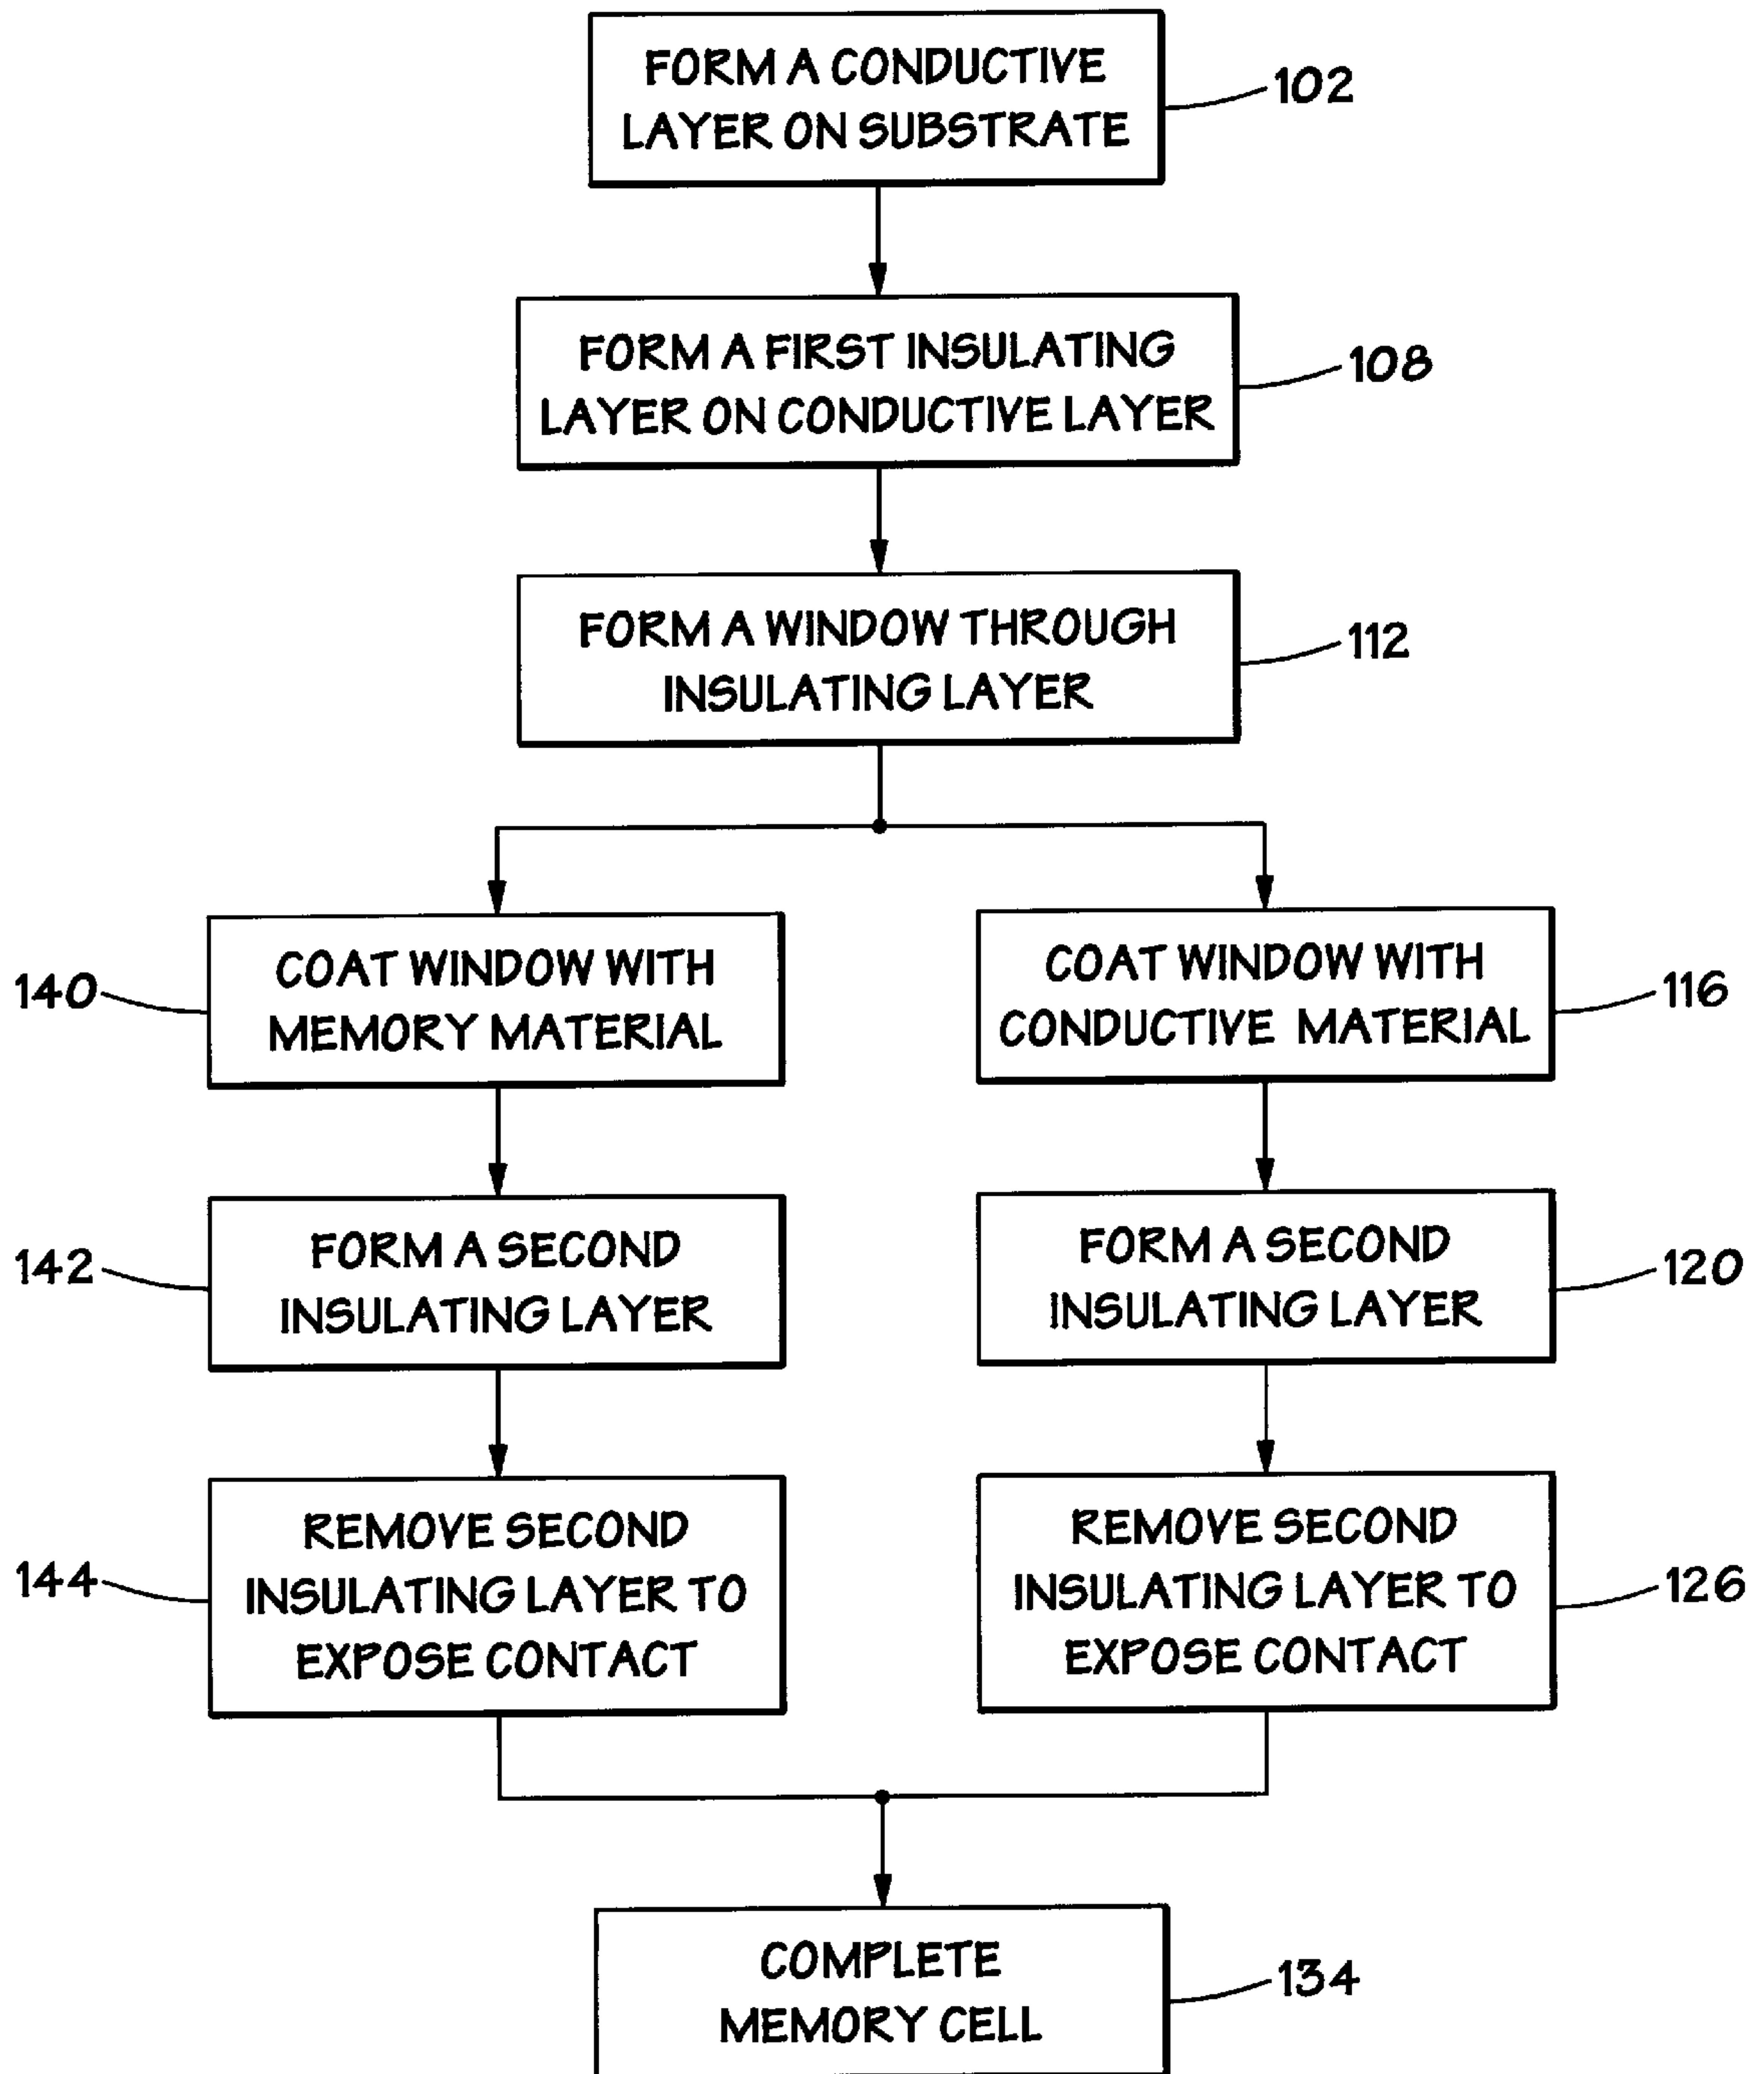 FORM A CONDUCTIVE
LAYER ON SUBSTRATE
102
FORM A FIRST INSULATING
LAYER ON CONDUCTIVE LAYER
108
FORM A WINDOW THROUGH
INSULATING LAYER
112
COAT WINDOW WITH
MEMORY MATERIAL
140
COAT WINDOW WITH
CONDUCTIVE MATERIAL
116
FORM A SECOND
INSULATING LAYER
142
FORM A SECOND
INSULATING LAYER
120
REMOVE SECOND
INSULATING LAYER TO
EXPOSE CONTACT
144
REMOVE SECOND
INSULATING LAYER TO
EXPOSE CONTACT
126
COMPLETE
MEMORY CELL
134